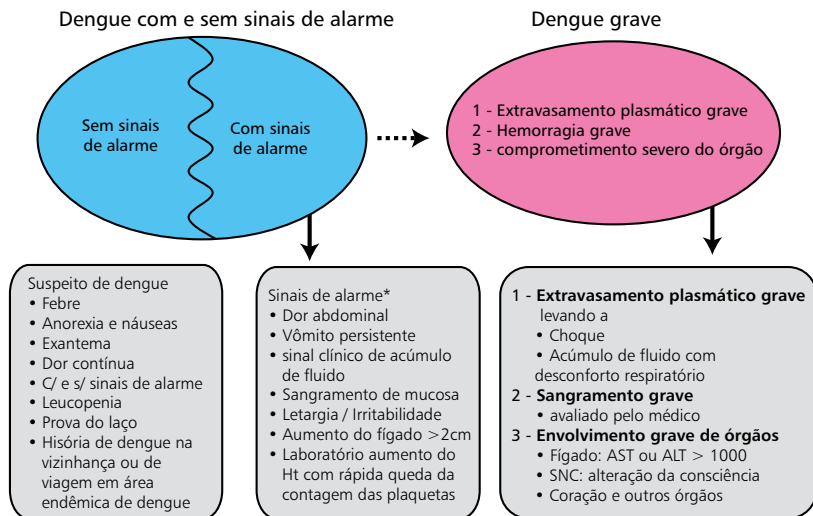 Dengue com e sem sinais de alarme
Dengue grave
Sem sinais
de alarme
Com sinais
de alarme
1 - Extravasamento plasmático grave
2 - Hemorragia grave
3 - comprometimento severo do órgão
Suspeito de dengue
• Febre
• Anorexia e náuseas
• Exantema
• Dor contínua
• C/ e s/ sinais de alarme
• Leucopenia
• Prova do laço
• Hisória de dengue na
vizinhança ou de
viagem em área
endêmica de dengue
Sinais de alarme*
• Dor abdominal
• Vômito persistente
• sinal clínico de acúmulo
de fluido
• Sangramento de mucosa
• Letargia / Irritabilidade
• Aumento do fígado >2cm
• Laboratório aumento do
Ht com rápida queda da
contagem das plaquetas
1 - Extravasamento plasmático grave
levando a
• Choque
• Acúmulo de fluido com
desconforto respiratório
2 - Sangramento grave
• avaliado pelo médico
3 - Envolvimento grave de órgãos
• Fígado: AST ou ALT > 1000
• SNC: alteração da consciência
• Coração e outros órgãos